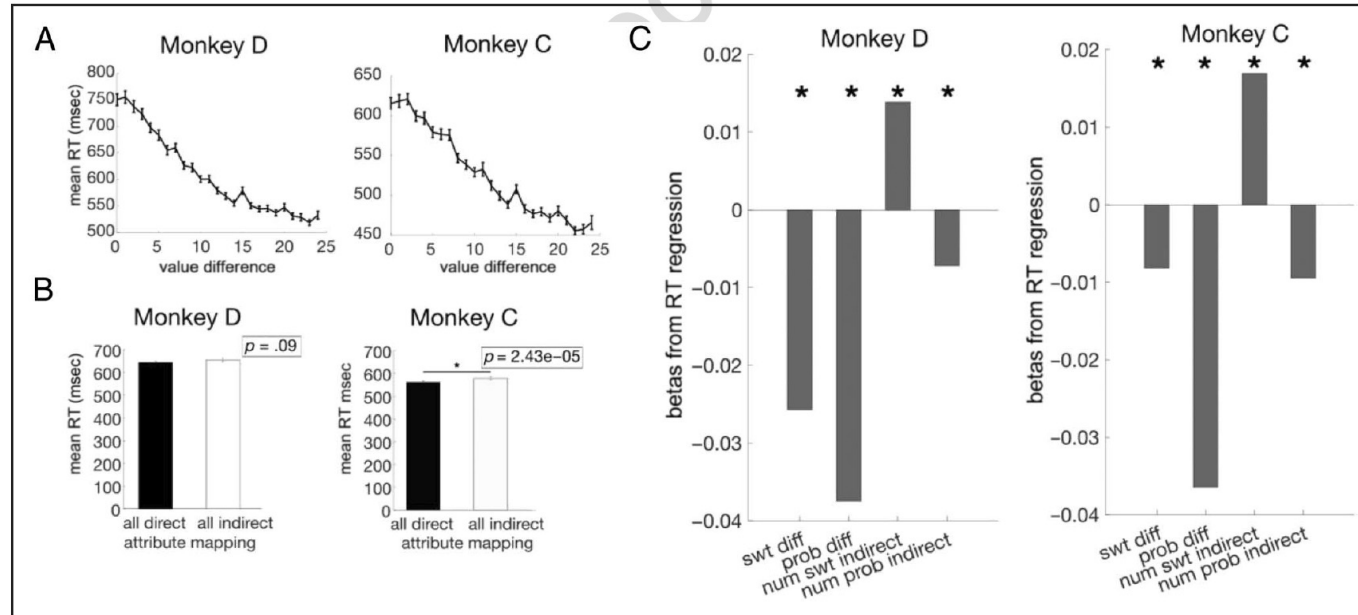 A
Monkey D
mean RT (msec)
800
750
700
650
600
550
500
0 5 10 15 20 25
value difference
Monkey C
650
600
550
500
450
0 5 10 15 20 25
value difference
B
Monkey D
p = .09
mean RT (msec)
700
600
500
400
300
200
100
0
all direct all indirect
attribute mapping
Monkey C
p = 2.43e-05
*
mean RT msec
700
600
500
400
300
200
100
0
all direct all indirect
attribute mapping
C
Monkey D
betas from RT regression
0.02
0.01
0
−0.01
−0.02
−0.03
−0.04
* * * *
swt diff
prob diff
num swt indirect
num prob indirect
Monkey C
betas from RT regression
0.02
0.01
0
−0.01
−0.02
−0.03
−0.04
* * * *
swt diff
prob diff
num swt indirect
num prob indirect